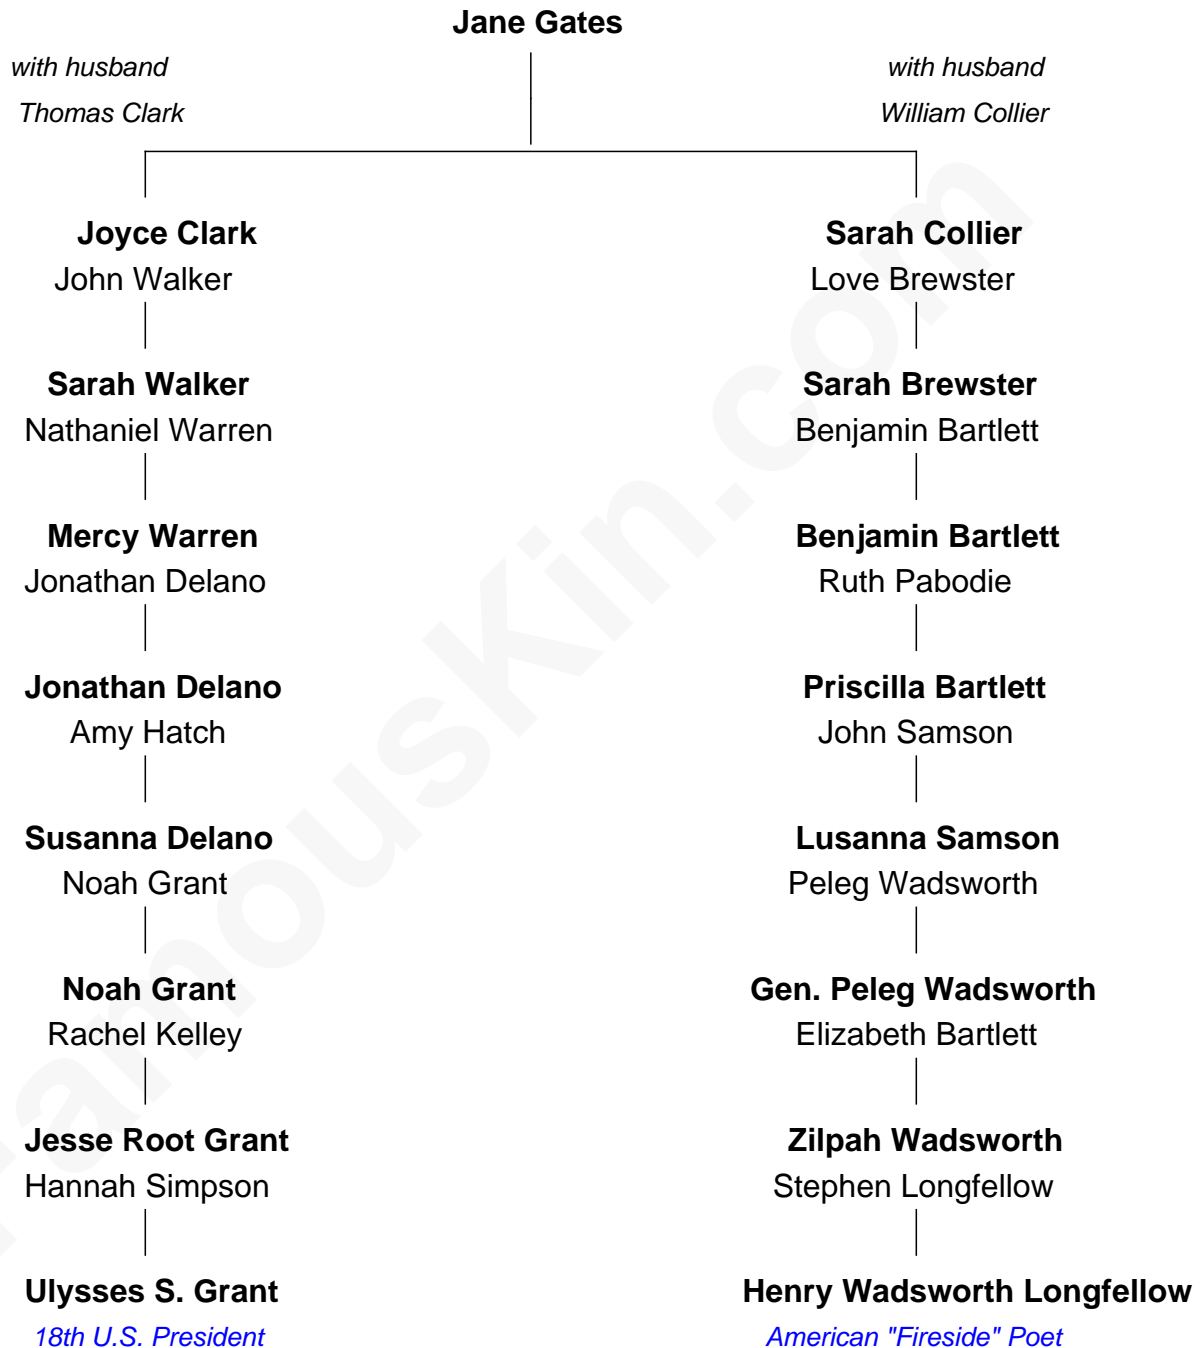 Jane Gates
with husband
Thomas Clark
with husband
William Collier
Joyce Clark
John Walker
Sarah Collier
Love Brewster
Sarah Walker
Nathaniel Warren
Sarah Brewster
Benjamin Bartlett
Mercy Warren
Jonathan Delano
Benjamin Bartlett
Ruth Pabodie
Jonathan Delano
Amy Hatch
Priscilla Bartlett
John Samson
Susanna Delano
Noah Grant
Lusanna Samson
Peleg Wadsworth
Noah Grant
Rachel Kelley
Gen. Peleg Wadsworth
Elizabeth Bartlett
Jesse Root Grant
Hannah Simpson
Zilpah Wadsworth
Stephen Longfellow
Ulysses S. Grant
18th U.S. President
Henry Wadsworth Longfellow
American "Fireside" Poet
FamousKin.com